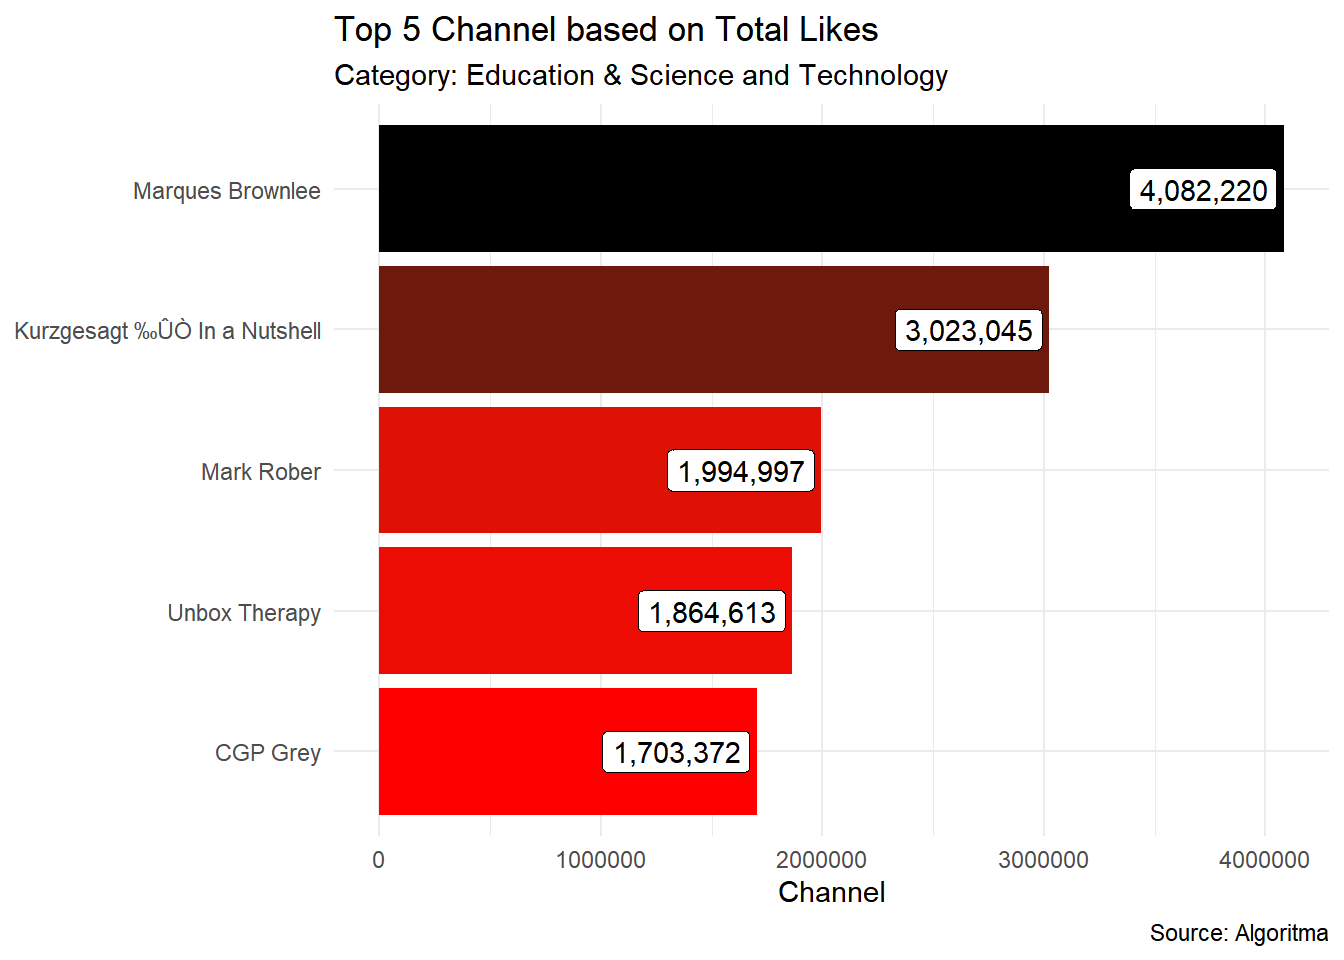 Top 5 Channel based on Total Likes
Category: Education & Science and Technology
Marques Brownlee
4,082,220
Kurzgesagt ‰ÛÒ In a Nutshell
3,023,045
Mark Rober
1,994,997
Unbox Therapy
1,864,613
CGP Grey
1,703,372
0 1000000 2000000 3000000 4000000
Channel
Source: Algoritma